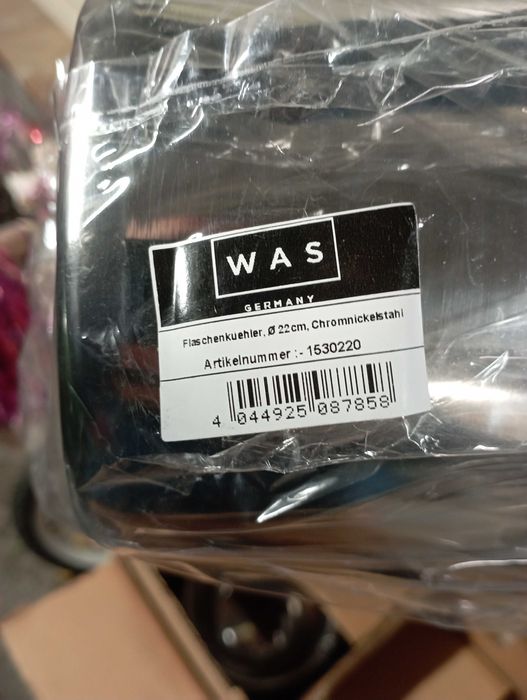 WAS
GERMANY
Flaschenkuehler, Ø 22cm, Chromnickelstahl
Artikelnummer :- 1530220
4 044925 087858